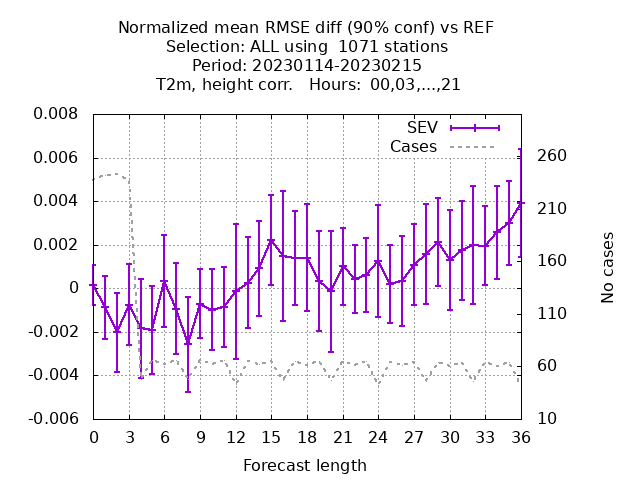 Normalized mean RMSE diff (90% conf) vs REF
Selection: ALL using  1071 stations
Period: 20230114-20230215
T2m, height corr.   Hours:  00,03,...,21
SEV
Cases
0.008
0.006
0.004
0.002
0
-0.002
-0.004
-0.006
260
210
160
110
60
10
No cases
0 3 6 9 12 15 18 21 24 27 30 33 36
Forecast length